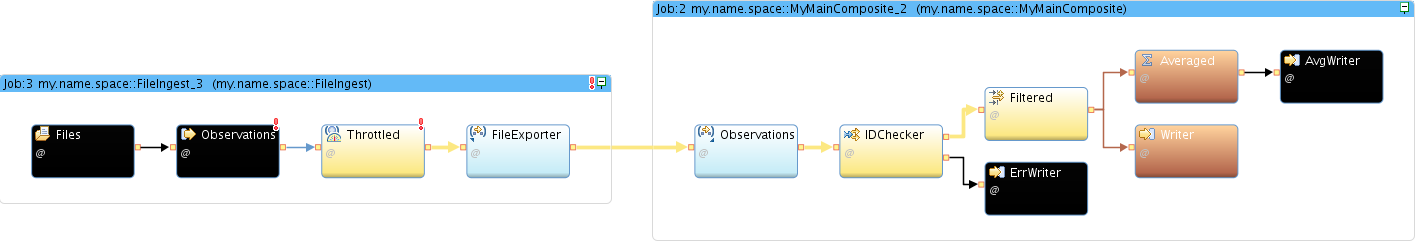 Job:2 my.name.space::MyMainComposite_2 (my.name.space::MyMainComposite)
Job:3 my.name.space::FileIngest_3 (my.name.space::FileIngest)
Files
@
Observations
@
Throttled
@
FileExporter
@
Observations
@
IDChecker
@
Filtered
@
ErrWriter
@
Averaged
@
Writer
@
AvgWriter
@